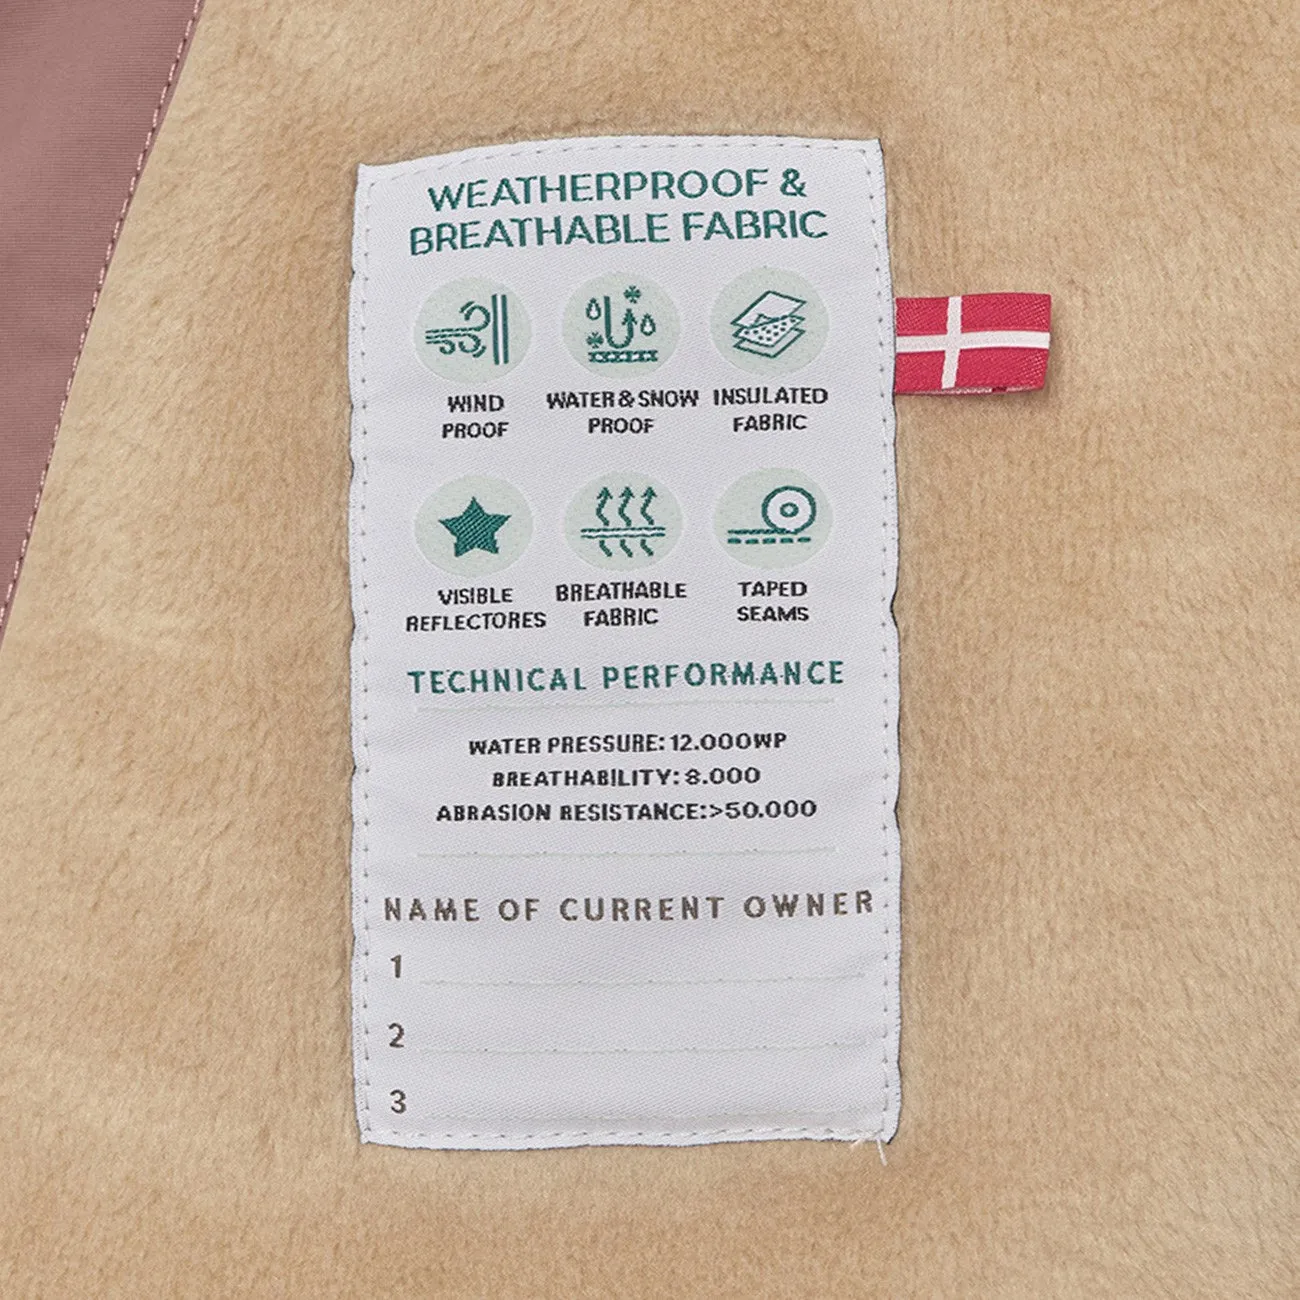 WEATHERPROOF &
BREATHABLE FABRIC
WIND
PROOF
WATER & SNOW
PROOF
INSULATED
FABRIC
VISIBLE
REFLECTORES
BREATHABLE
FABRIC
TAPED
SEAMS
TECHNICAL PERFORMANCE
WATER PRESSURE: 12.000WP
BREATHABILITY: 8.000
ABRASION RESISTANCE:>50.000
NAME OF CURRENT OWNER
1
2
3